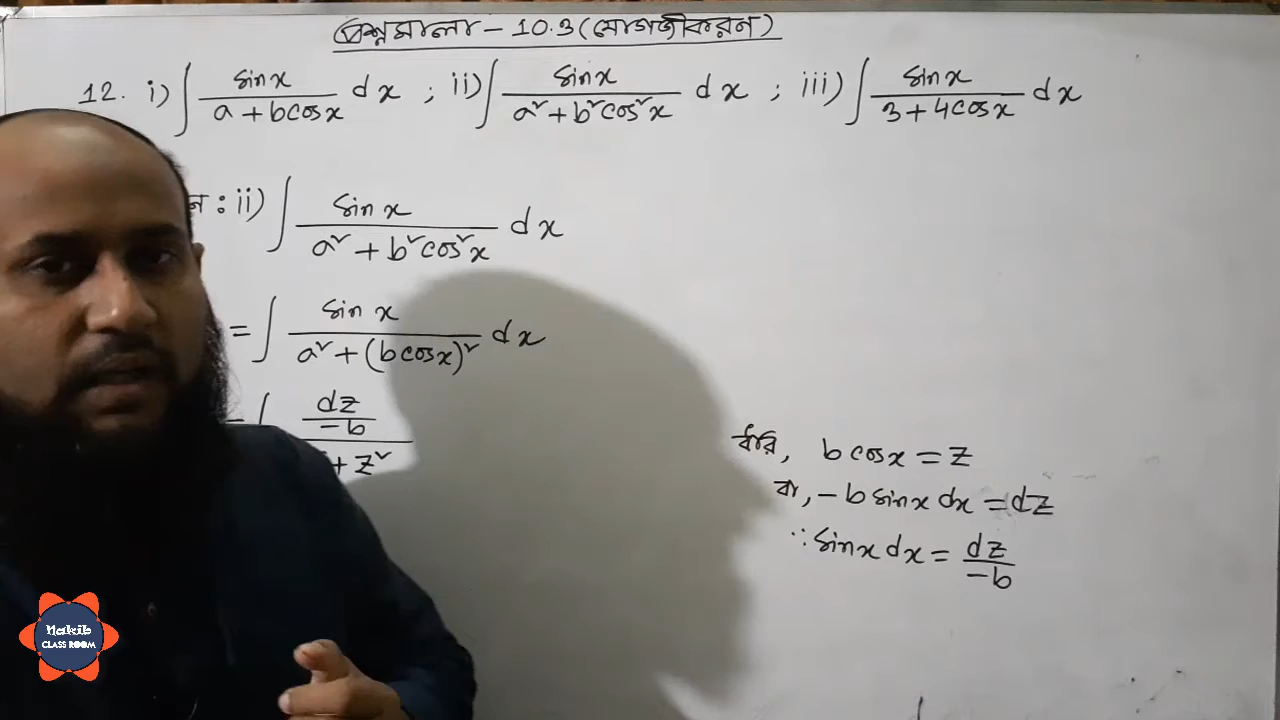 প্রশ্নমালা - 10.3 (যোগজীকরন)
12. i) ∫ sinx / (a + bcosx) dx ; ii) ∫ sinx / (a² + b²cos²x) dx ; iii) ∫ sinx / (3 + 4cosx) dx
ন : ii) ∫ sinx / (a² + b²cos²x) dx
= ∫ sinx / (a² + (bcosx)²) dx
= ∫ (dz / -b) / + z²
ধরি, bcosx = z
বা, -b sinx dx = dz
∴ sinx dx = dz / -b
Nakib
CLASS ROOM